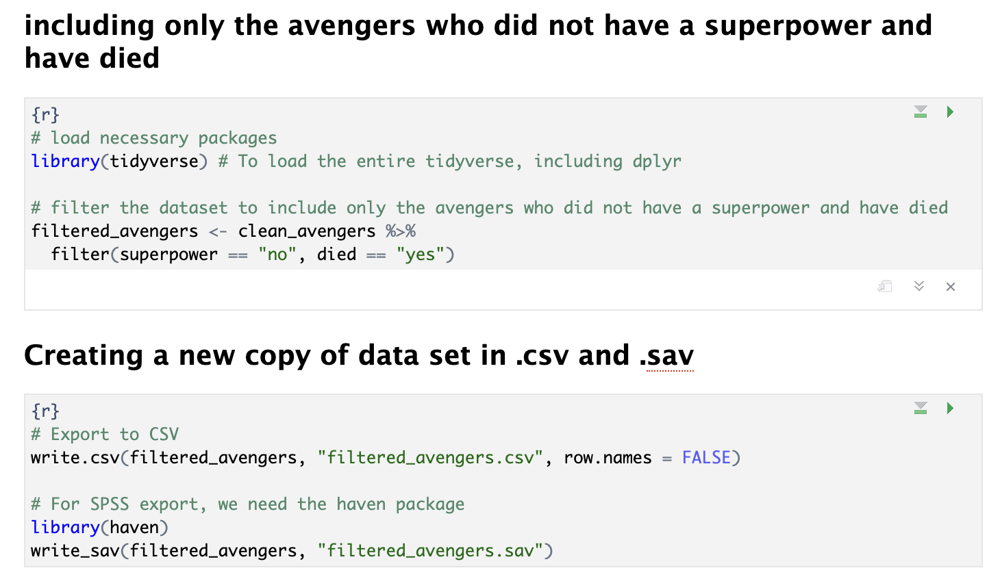 including only the avengers who did not have a superpower and
have died
{r}
# load necessary packages
library(tidyverse) # To load the entire tidyverse, including dplyr
# filter the dataset to include only the avengers who did not have a superpower and have died
filtered_avengers <- clean_avengers %>%
  filter(superpower == "no", died == "yes")
Creating a new copy of data set in .csv and .sav
{r}
# Export to CSV
write.csv(filtered_avengers, "filtered_avengers.csv", row.names = FALSE)
# For SPSS export, we need the haven package
library(haven)
write_sav(filtered_avengers, "filtered_avengers.sav")